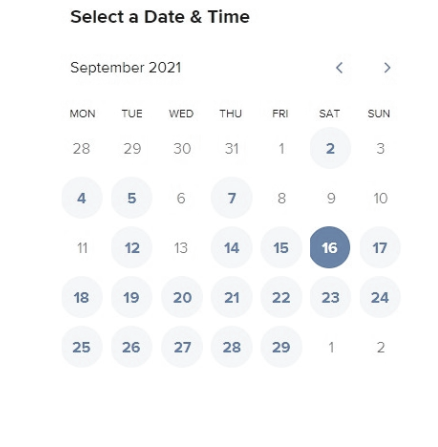 Select a Date & Time
September 2021
MON TUE WED THU FRI SAT SUN
28 29 30 31 1 2 3
4 5 6 7 8 9 10
11 12 13 14 15 16 17
18 19 20 21 22 23 24
25 26 27 28 29 1 2